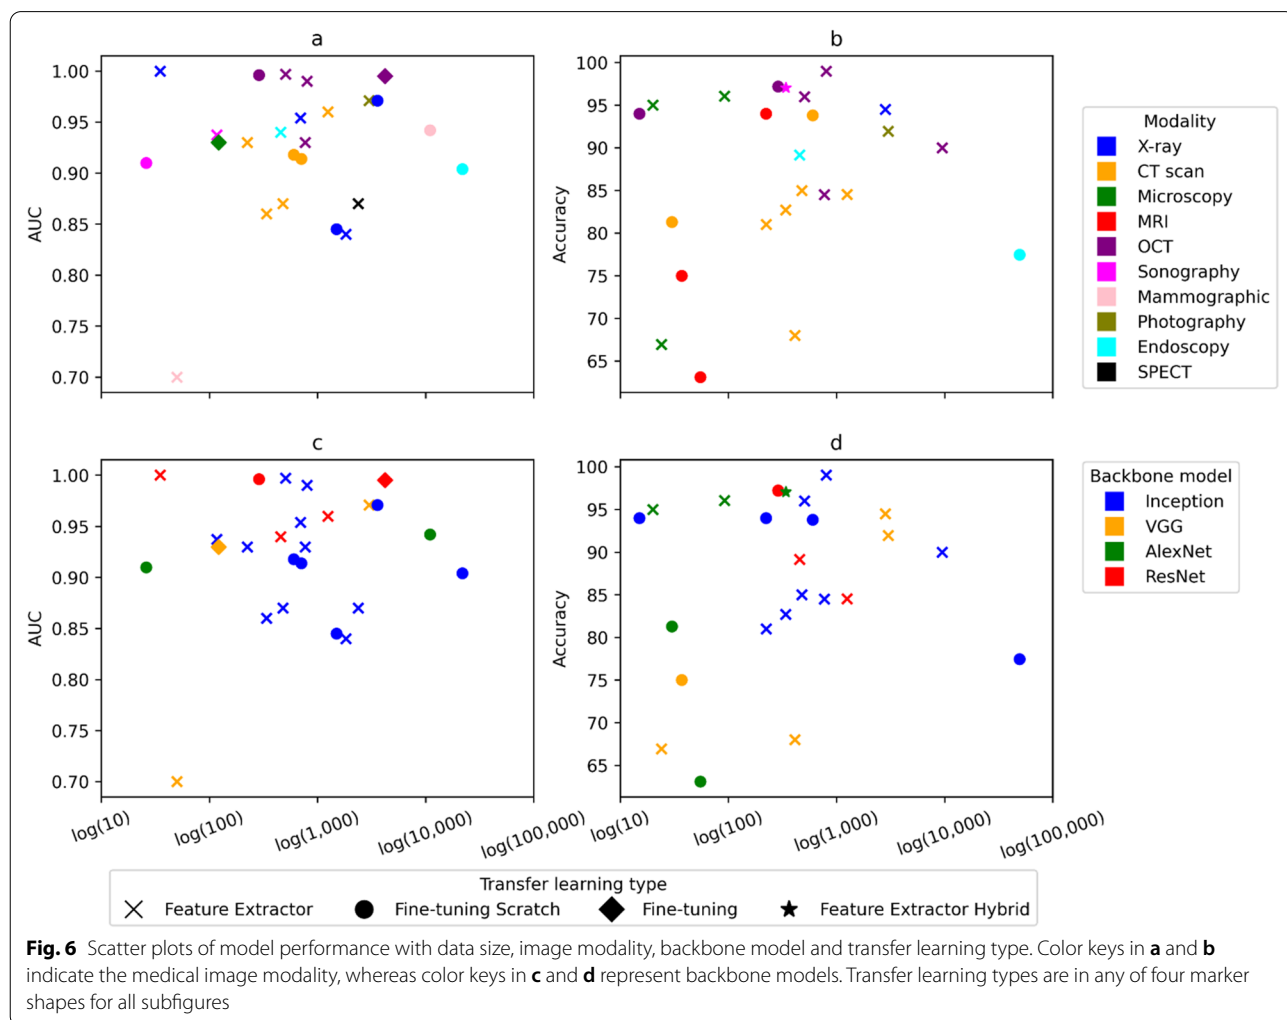 a
b
1.00
0.95
0.90
0.85
0.80
0.75
0.70
AUC
100
95
90
85
80
75
70
65
Accuracy
Modality
X-ray
CT scan
Microscopy
MRI
OCT
Sonography
Mammographic
Photography
Endoscopy
SPECT
c
d
1.00
0.95
0.90
0.85
0.80
0.75
0.70
AUC
100
95
90
85
80
75
70
65
Accuracy
Backbone model
Inception
VGG
AlexNet
ResNet
log(10)
log(100)
log(1,000)
log(10,000)
log(100,000)
log(10)
log(100)
log(1,000)
log(10,000)
log(100,000)
Transfer learning type
Feature Extractor
Fine-tuning Scratch
Fine-tuning
Feature Extractor Hybrid
Fig. 6 Scatter plots of model performance with data size, image modality, backbone model and transfer learning type. Color keys in a and b
indicate the medical image modality, whereas color keys in c and d represent backbone models. Transfer learning types are in any of four marker
shapes for all subfigures